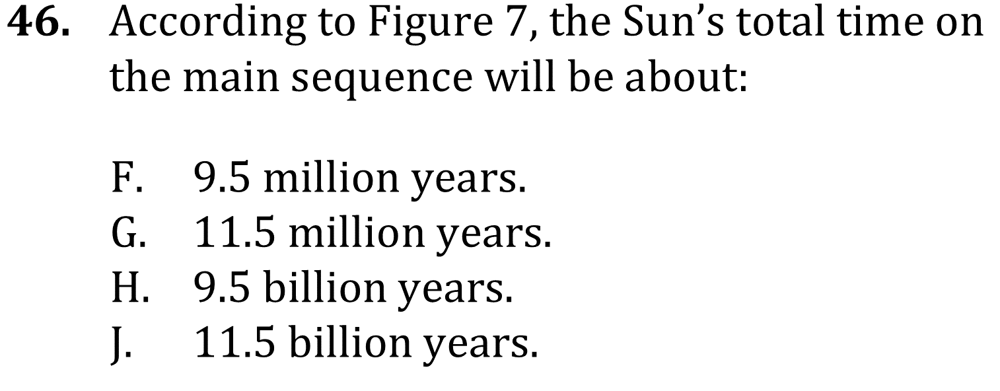 46. According to Figure 7, the Sun’s total time on
the main sequence will be about:
F. 9.5 million years.
G. 11.5 million years.
H. 9.5 billion years.
J. 11.5 billion years.